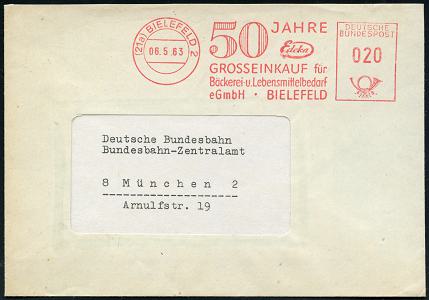 (21a) BIELEFELD 2
06.5.63
50 JAHRE
Edeka
GROSSEINKAUF für
Bäckerei-u.Lebensmittelbedarf
eGmbH · BIELEFELD
DEUTSCHE
BUNDESPOST
020
Deutsche Bundesbahn
Bundesbahn-Zentralamt
8 München 2
Arnulfstr. 19